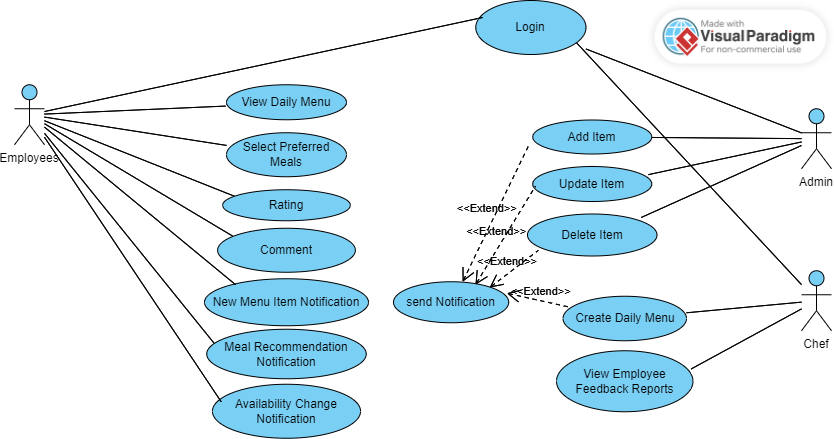 Login
Made with
Visual Paradigm
For non-commercial use
View Daily Menu
Employees
Select Preferred
Meals
Add Item
Admin
Update Item
Rating
<<Extend>>
Delete Item
<<Extend>>
Comment
<<Extend>>
<<Extend>>
New Menu Item Notification
send Notification
Create Daily Menu
Chef
Meal Recommendation
Notification
View Employee
Feedback Reports
Availability Change
Notification